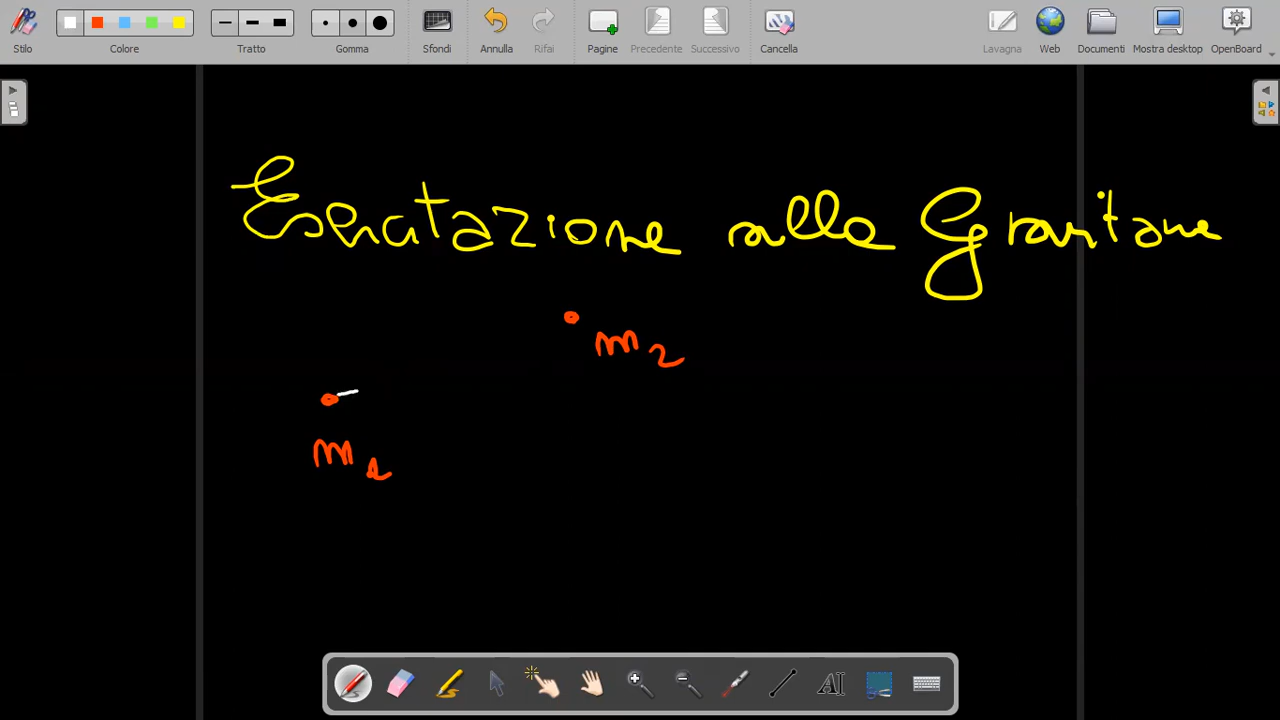 Stilo Colore Tratto Gomma Sfondi Annulla Rifai Pagine Precedente Successivo Cancella Lavagna Web Documenti Mostra desktop OpenBoard
Esercitazione sulla Gravitazione
m2
m1
AI